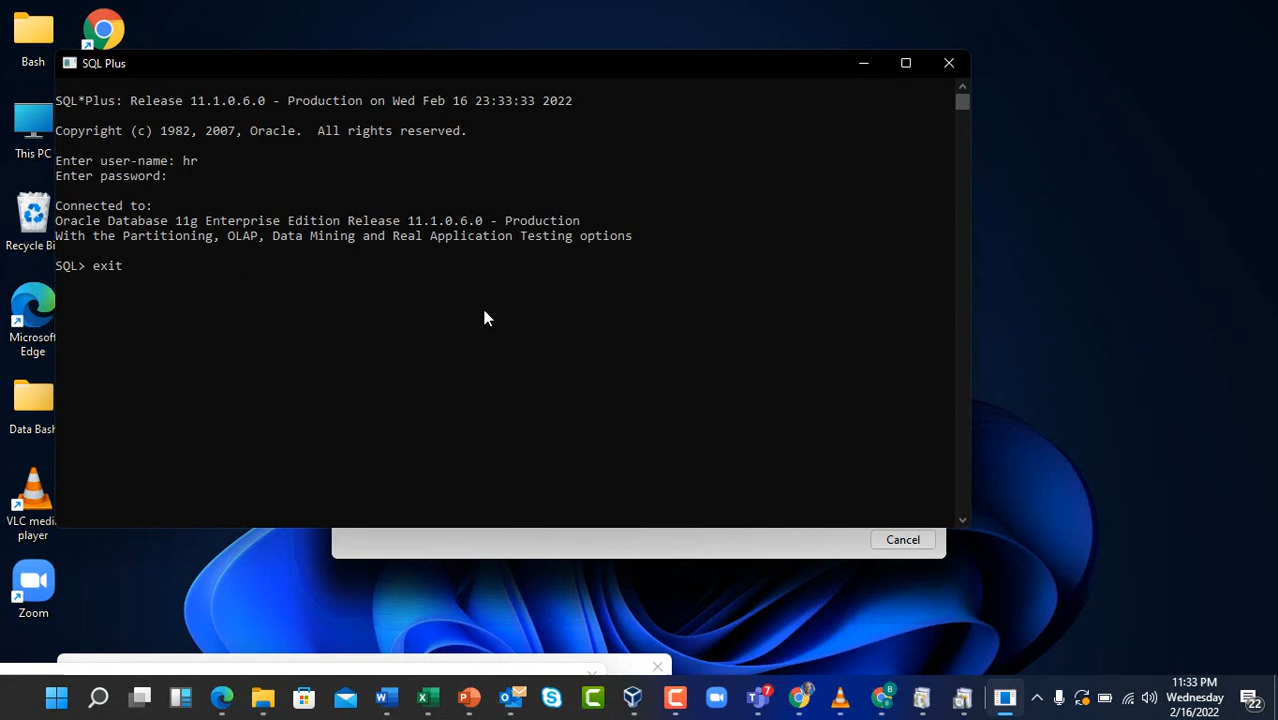 Bash
This PC
Recycle Bi
Microsoft
Edge
Data Bash
VLC media
player
Zoom
SQL Plus
SQL*Plus: Release 11.1.0.6.0 - Production on Wed Feb 16 23:33:33 2022
Copyright (c) 1982, 2007, Oracle.  All rights reserved.
Enter user-name: hr
Enter password:
Connected to:
Oracle Database 11g Enterprise Edition Release 11.1.0.6.0 - Production
With the Partitioning, OLAP, Data Mining and Real Application Testing options
SQL> exit
Cancel
11:33 PM
Wednesday
2/16/2022
7
22